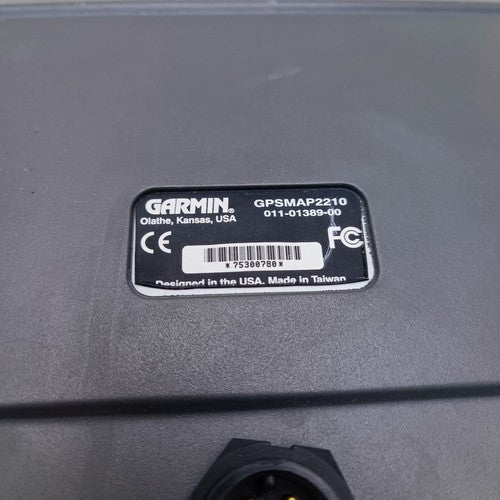 GARMIN®
GPSMAP2210
Olathe, Kansas, USA
011-01389-00
CE
FC
*75300780*
Designed in the USA. Made in Taiwan